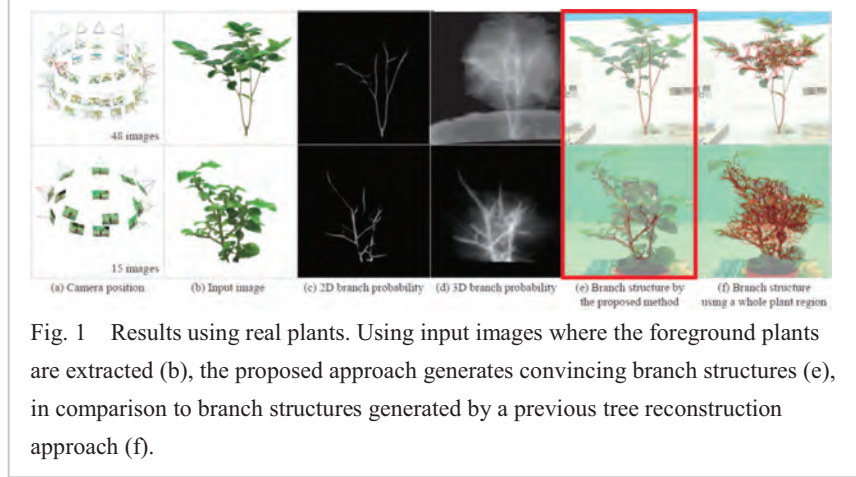 48 images
15 images
(a) Camera position
(b) Input image
(c) 2D branch probability
(d) 3D branch probability
(e) Branch structure by
the proposed method
(f) Branch structure
using a whole plant region
Fig. 1 Results using real plants. Using input images where the foreground plants
are extracted (b), the proposed approach generates convincing branch structures (e),
in comparison to branch structures generated by a previous tree reconstruction
approach (f).